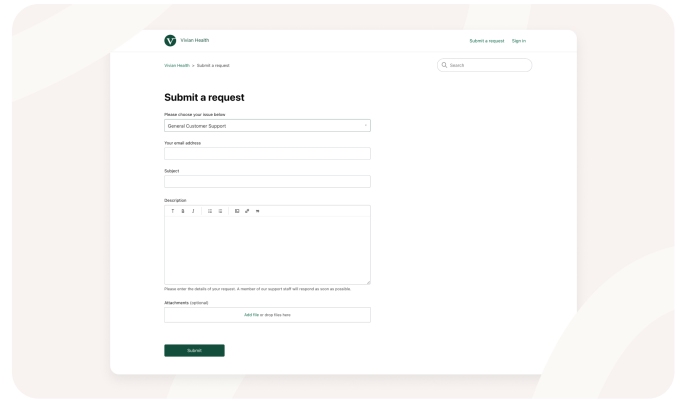 V
Vivian Health
Submit a request Sign in
Vivian Health > Submit a request
Search
Submit a request
Please choose your issue below
General Customer Support
Your email address
Subject
Description
T B I
Please enter the details of your request. A member of our support staff will respond as soon as possible.
Attachments (optional)
Add file or drop files here
Submit